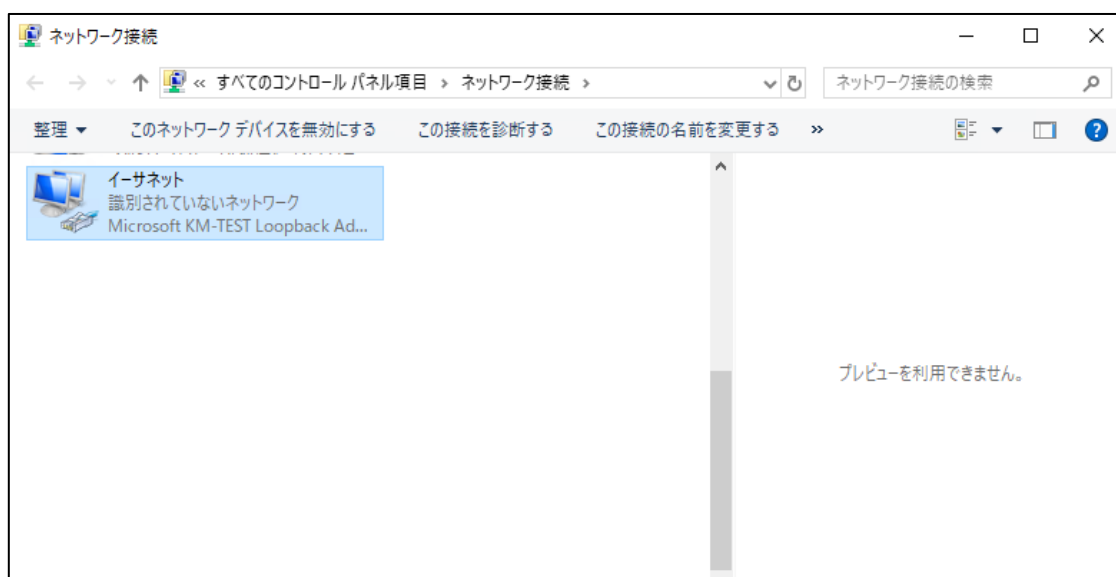 ネットワーク接続
« すべてのコントロール パネル項目 › ネットワーク接続 ›
ネットワーク接続の検索
整理 このネットワーク デバイスを無効にする この接続を診断する この接続の名前を変更する »
イーサネット
識別されていないネットワーク
Microsoft KM-TEST Loopback Ad...
プレビューを利用できません。